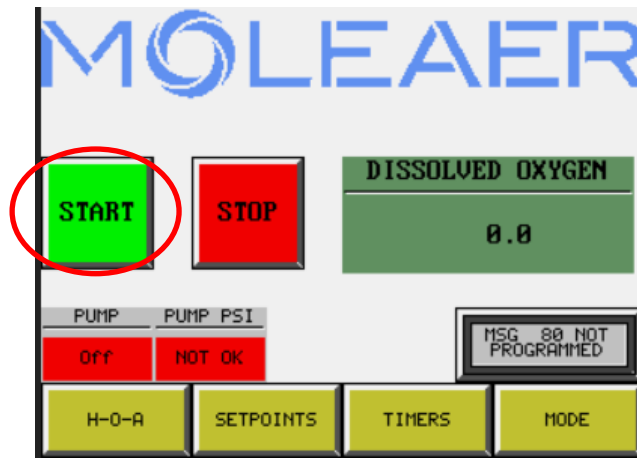 MOLEAER
START
STOP
DISSOLVED OXYGEN
0.0
PUMP
PUMP PSI
Off
NOT OK
MSG 80 NOT
PROGRAMMED
H-O-A
SETPOINTS
TIMERS
MODE